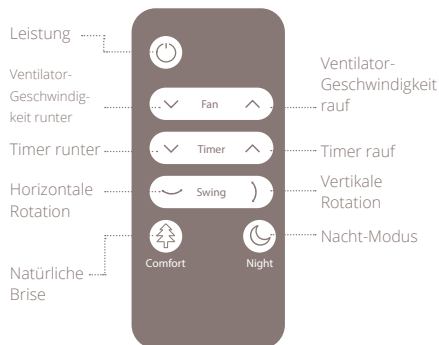 Leistung
Ventilator-
Geschwindig-
keit runter
Timer runter
Horizontale
Rotation
Natürliche
Brise
Fan
Timer
Swing
Comfort
Night
Ventilator-
Geschwindigkeit
rauf
Timer rauf
Vertikale
Rotation
Nacht-Modus